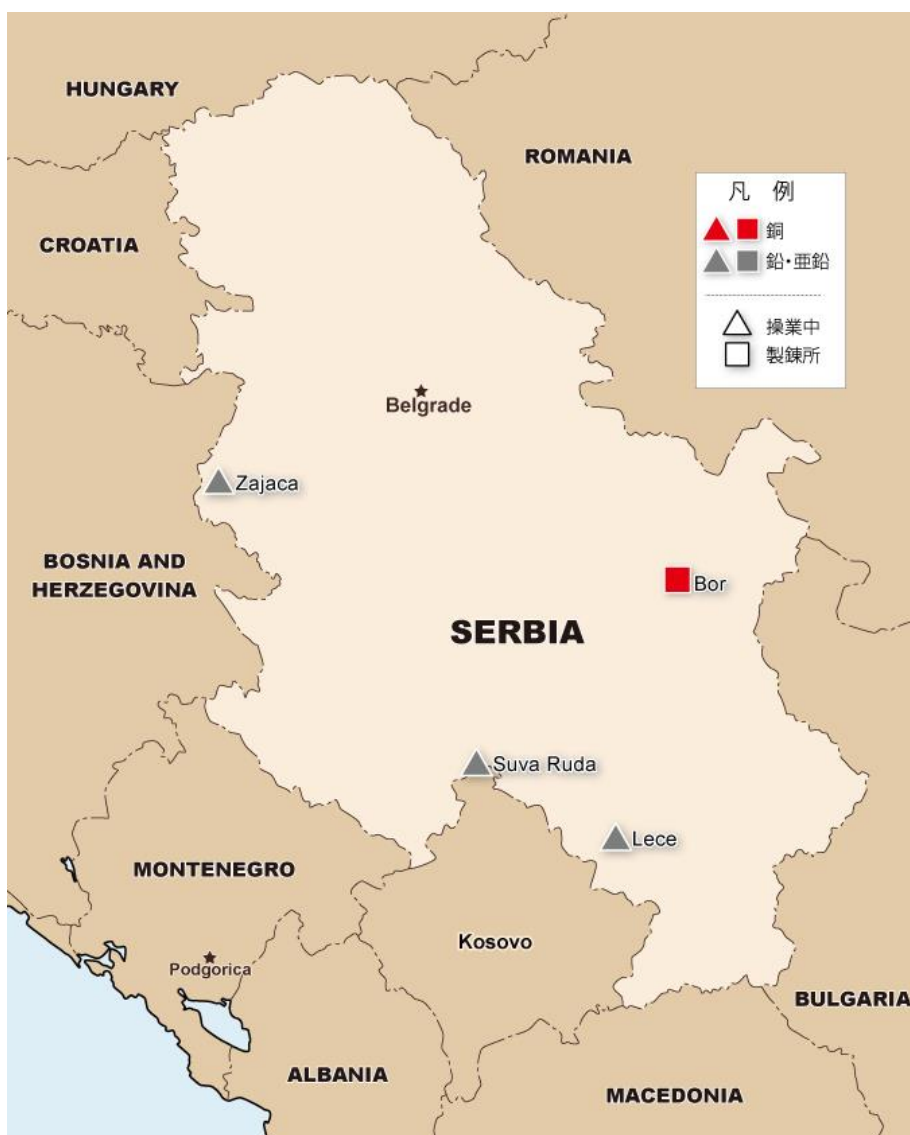 HUNGARY
ROMANIA
凡 例
銅
鉛・亜鉛
操業中
製錬所
CROATIA
Belgrade
Zajaca
BOSNIA AND
HERZEGOVINA
Bor
SERBIA
Suva Ruda
Lece
MONTENEGRO
Kosovo
Podgorica
BULGARIA
ALBANIA
MACEDONIA